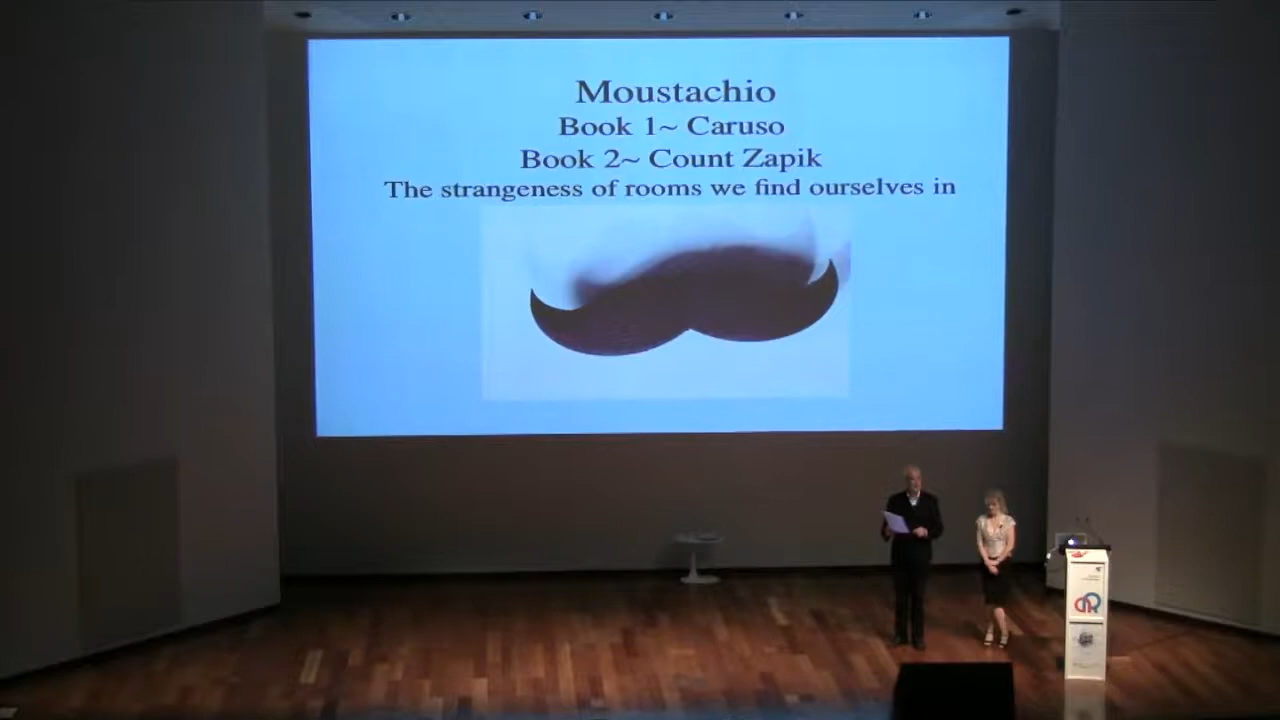 Moustachio
Book 1~ Caruso
Book 2~ Count Zapik
The strangeness of rooms we find ourselves in